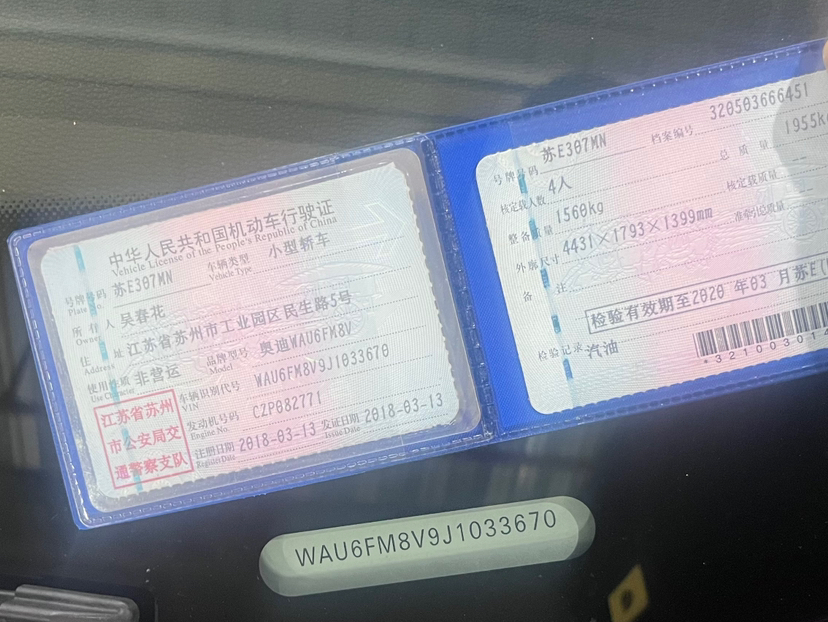 中华人民共和国机动车行驶证
Vehicle License of the People's Republic of China
号牌号码 苏E307MN 车辆类型 小型轿车
Plate No. Vehicle Type
所有人 吴春花
Owner
住址 江苏省苏州市工业园区民生路5号
Address
使用性质 非营运 品牌型号 奥迪WAU6FM8V
Use Character Model
江苏省苏州
市公安局交
通警察支队
车辆识别代号 WAU6FM8V9J1033670
VIN
发动机号码 CZP082771
Engine No.
注册日期 2018-03-13 发证日期 2018-03-13
Register Date Issue Date
号牌号码 苏E307MN 档案编号 320503666451
核定载人数 4人 总质量 1955k
整备质量 1560kg 核定载质量 --
外廓尺寸 4431×1793×1399mm 准牵引总质量 --
备注
检验有效期至2020 年03 月苏E(
检验记录 汽油
*321003014
WAU6FM8V9J1033670